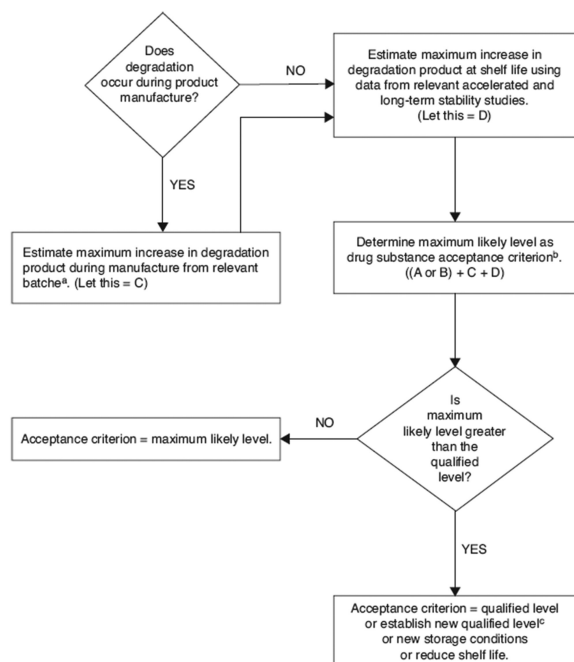 Does
degradation
occur during product
manufacture?
NO
Estimate maximum increase in
degradation product at shelf life using
data from relevant accelerated and
long-term stability studies.
(Let this = D)
YES
Estimate maximum increase in degradation
product during manufacture from relevant
batcheᵃ. (Let this = C)
Determine maximum likely level as
drug substance acceptance criterionᵇ.
((A or B) + C + D)
Is
maximum
likely level greater
than the
qualified
level?
NO
Acceptance criterion = maximum likely level.
YES
Acceptance criterion = qualified level
or establish new qualified levelᶜ
or new storage conditions
or reduce shelf life.